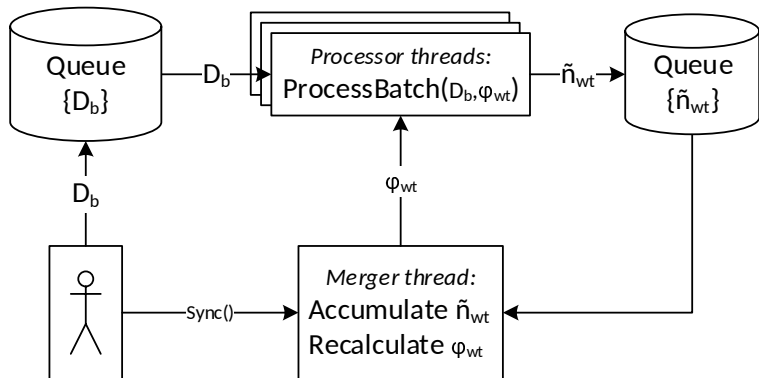 Queue
{D_b}
D_b
Processor threads:
ProcessBatch(D_b,φ_wt)
ñ_wt
Queue
{ñ_wt}
D_b
φ_wt
Sync()
Merger thread:
Accumulate ñ_wt
Recalculate φ_wt